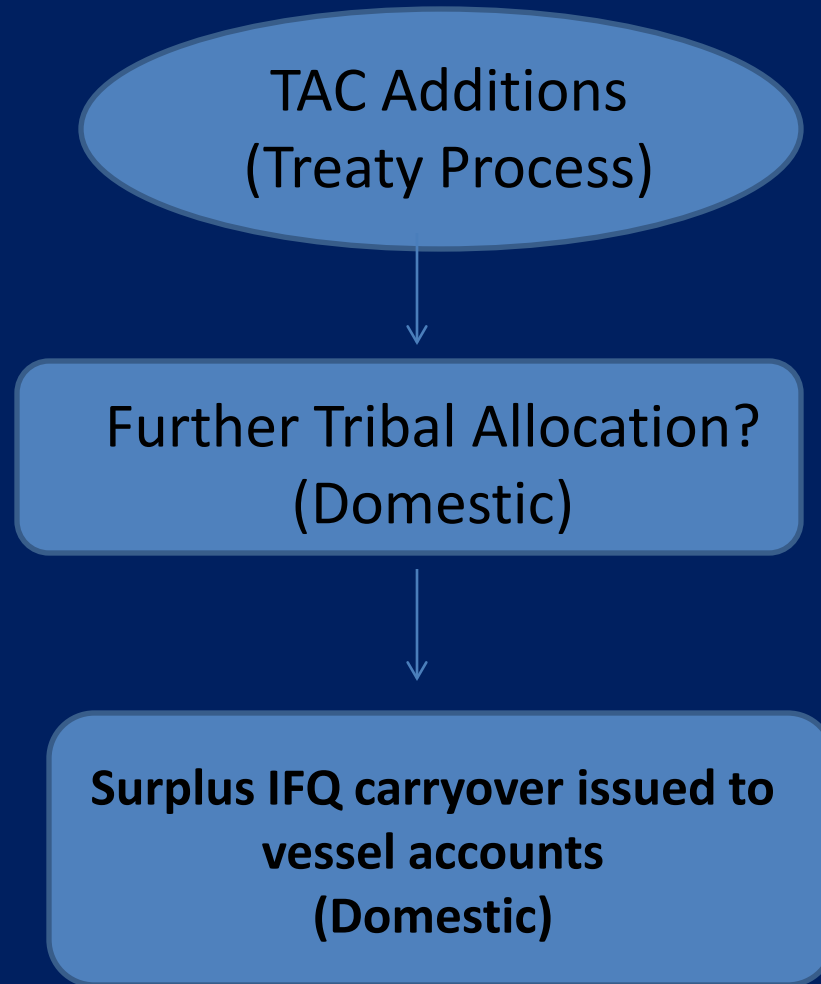 TAC Additions
(Treaty Process)
Further Tribal Allocation?
(Domestic)
Surplus IFQ carryover issued to
vessel accounts
(Domestic)